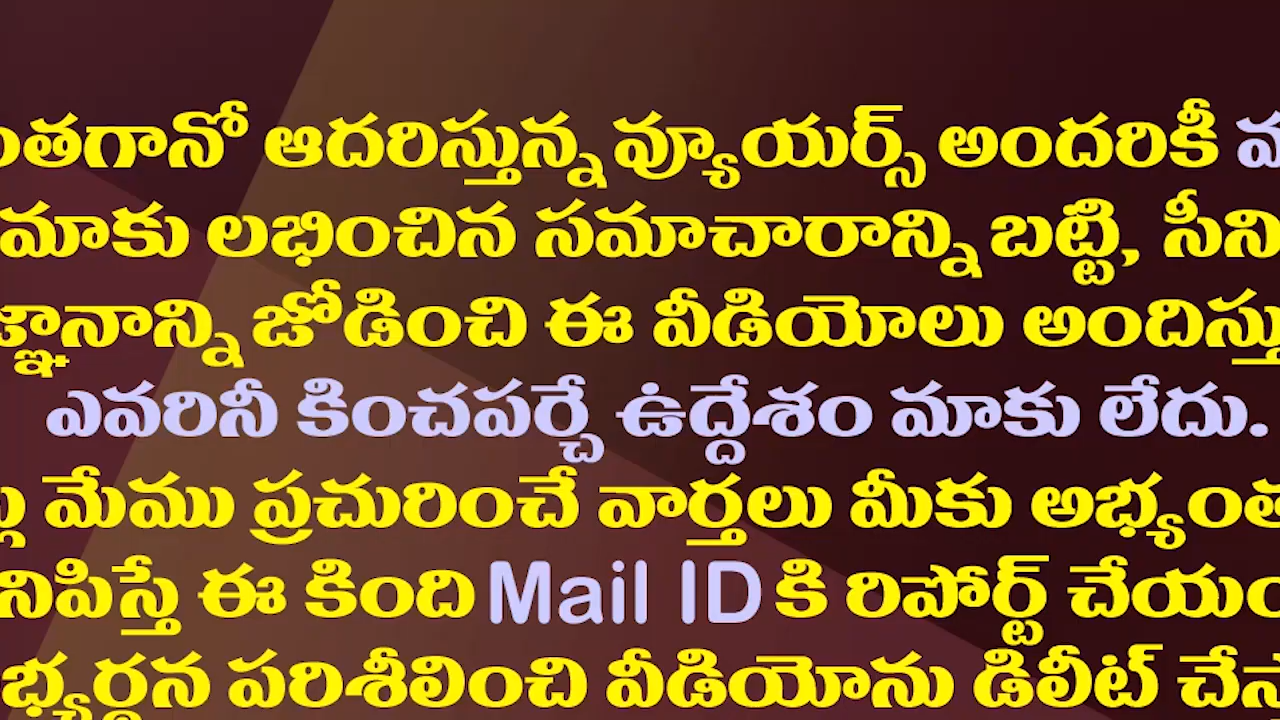 ఆదరిస్తున్న వ్యూయర్స్ అందరికీ
మాకు లభించిన సమాచారాన్ని బట్టి,
జోడించి ఈ వీడియోలు
ఎవరినీ కించపర్చే ఉద్దేశం మాకు లేదు.
మేము ప్రచురించే వార్తలు మీకు
ఈ కింది Mail ID కి రిపోర్ట్
పరిశీలించి వీడియోను డిలీట్